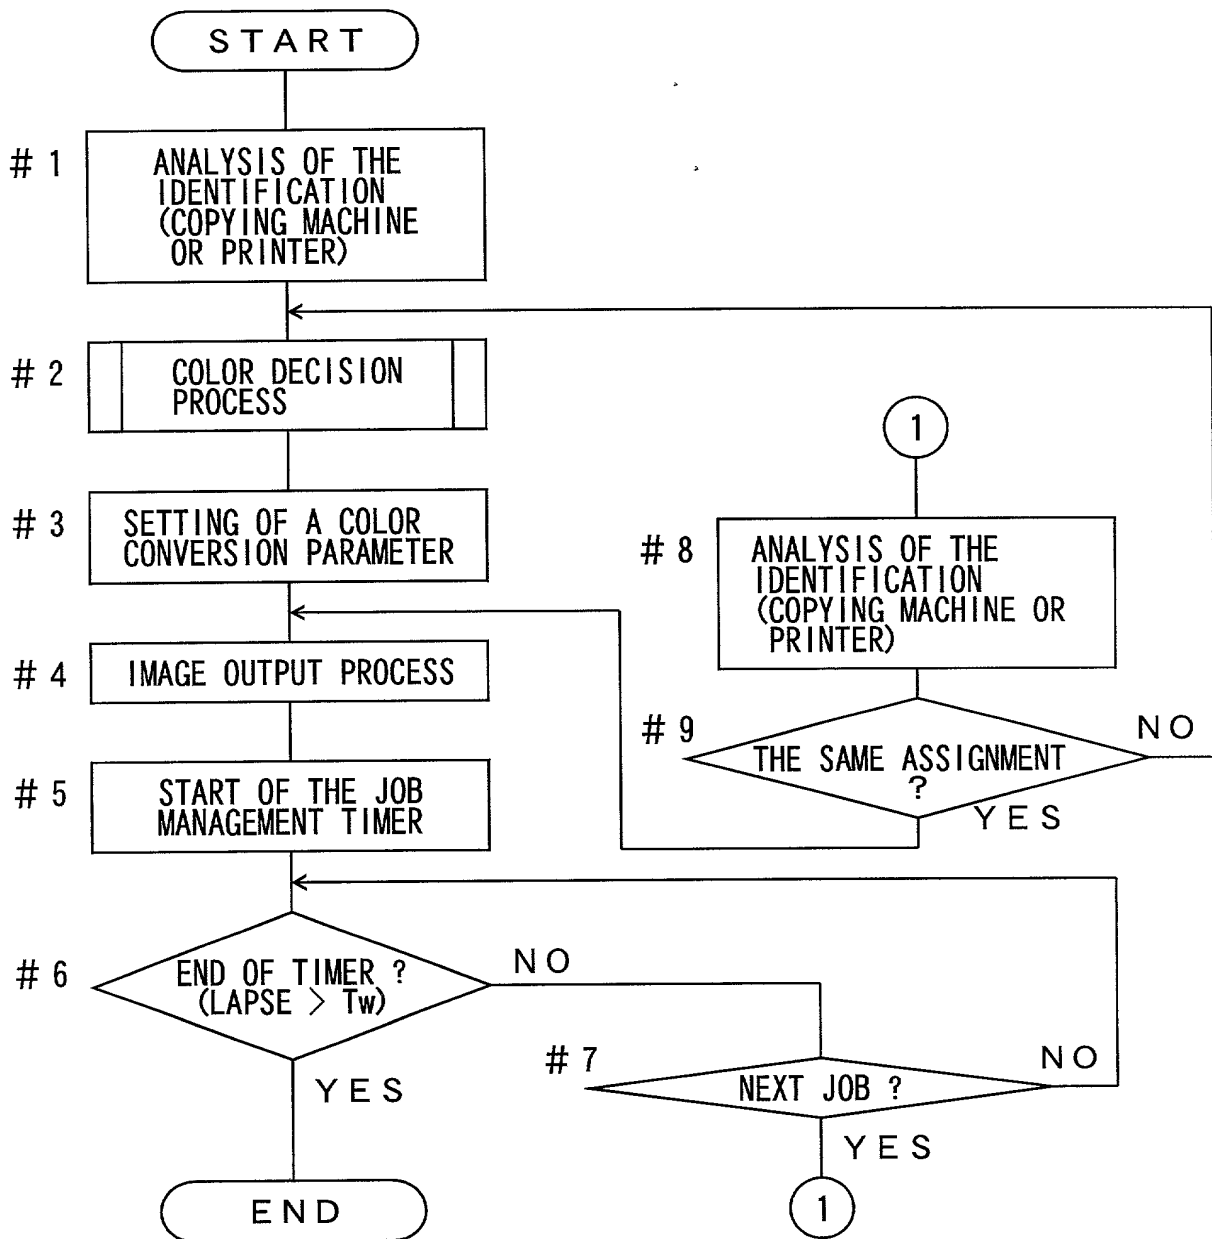 START
# 1
ANALYSIS OF THE
IDENTIFICATION
(COPYING MACHINE
OR PRINTER)
# 2
COLOR DECISION
PROCESS
# 3
SETTING OF A COLOR
CONVERSION PARAMETER
# 4
IMAGE OUTPUT PROCESS
# 5
START OF THE JOB
MANAGEMENT TIMER
# 6
END OF TIMER ?
(LAPSE > Tw)
NO
YES
END
# 7
NEXT JOB ?
NO
YES
1
1
# 8
ANALYSIS OF THE
IDENTIFICATION
(COPYING MACHINE OR
PRINTER)
# 9
THE SAME ASSIGNMENT
?
NO
YES